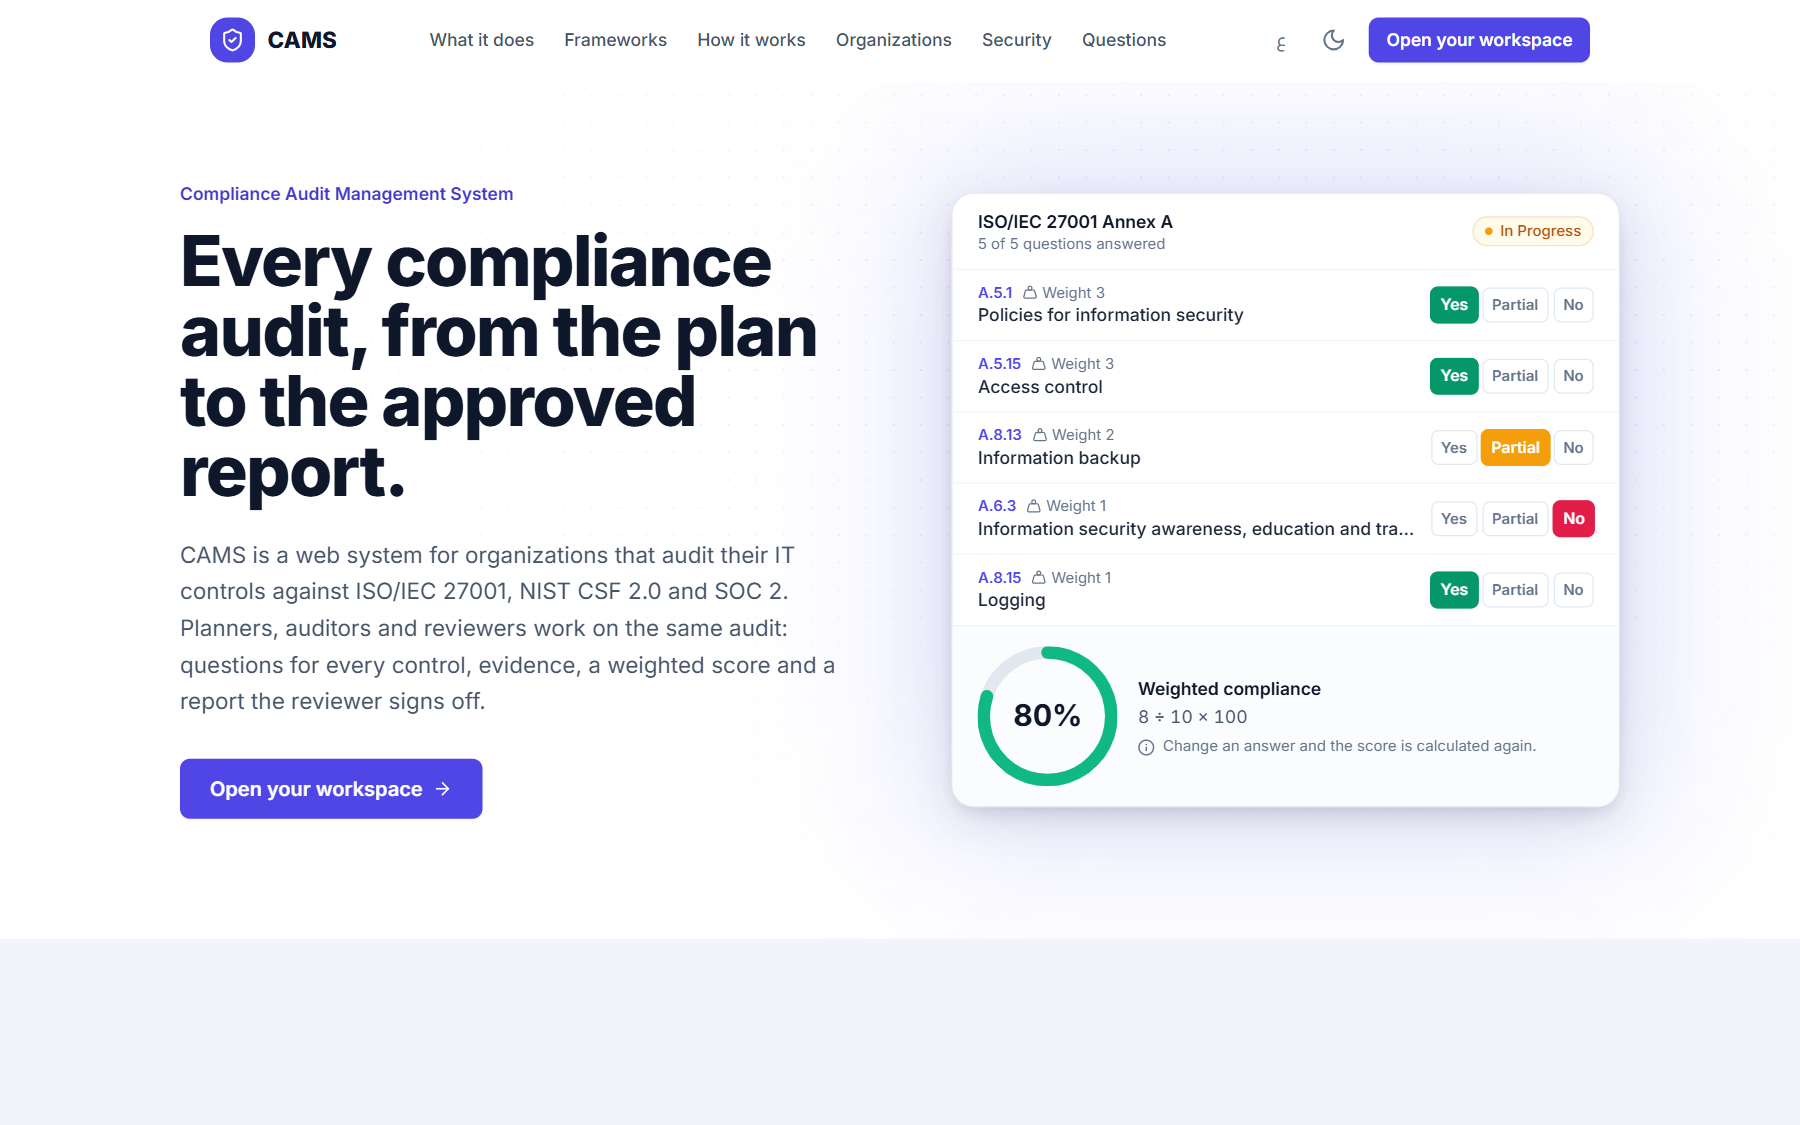 CAMS
What it does
Frameworks
How it works
Organizations
Security
Questions
ع
Open your workspace
Compliance Audit Management System
Every compliance
audit, from the plan
to the approved
report.
CAMS is a web system for organizations that audit their IT
controls against ISO/IEC 27001, NIST CSF 2.0 and SOC 2.
Planners, auditors and reviewers work on the same audit:
questions for every control, evidence, a weighted score and a
report the reviewer signs off.
Open your workspace
ISO/IEC 27001 Annex A
5 of 5 questions answered
In Progress
A.5.1 Weight 3
Policies for information security
Yes Partial No
A.5.15 Weight 3
Access control
Yes Partial No
A.8.13 Weight 2
Information backup
Yes Partial No
A.6.3 Weight 1
Information security awareness, education and tra...
Yes Partial No
A.8.15 Weight 1
Logging
Yes Partial No
80%
Weighted compliance
8 ÷ 10 × 100
Change an answer and the score is calculated again.